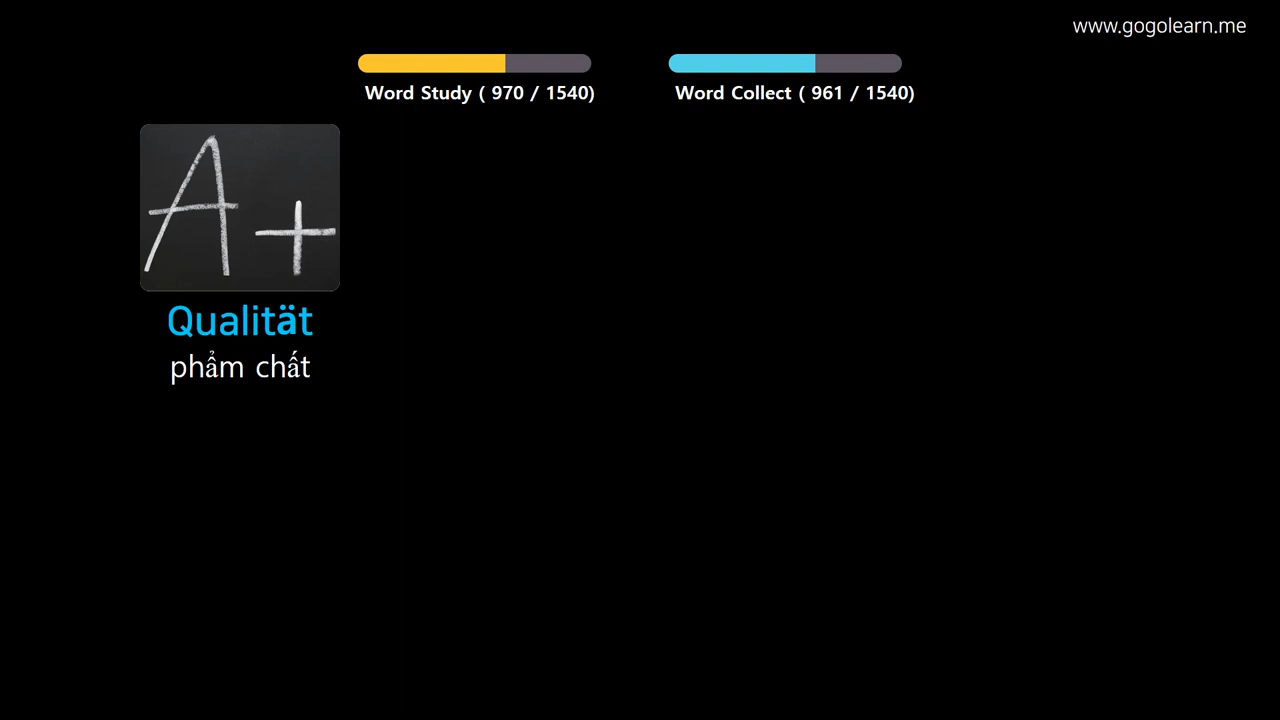 www.gogolearn.me
Word Study ( 970 / 1540)
Word Collect ( 961 / 1540)
A+
Qualität
phẩm chất